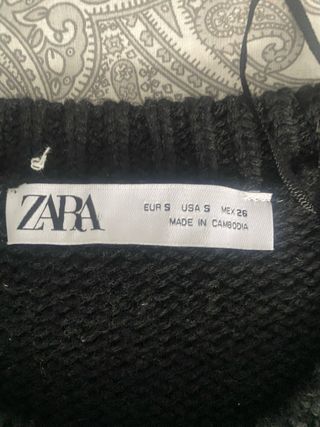 ZARA
EUR S USA S MEX 26
MADE IN CAMBODIA